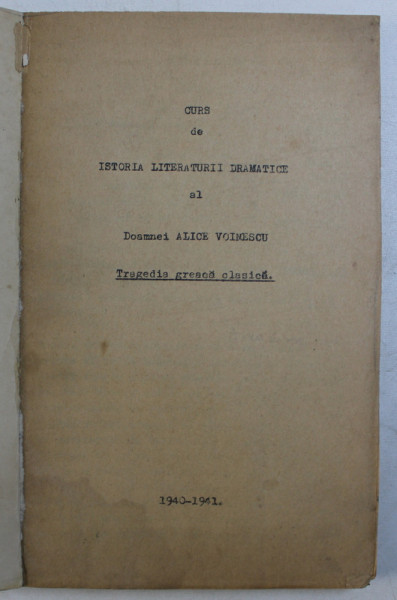 CURS
de
ISTORIA LITERATURII DRAMATICE
al
Doamnei ALICE VOINESCU
Tragedia greacă clasică.
1940-1941.